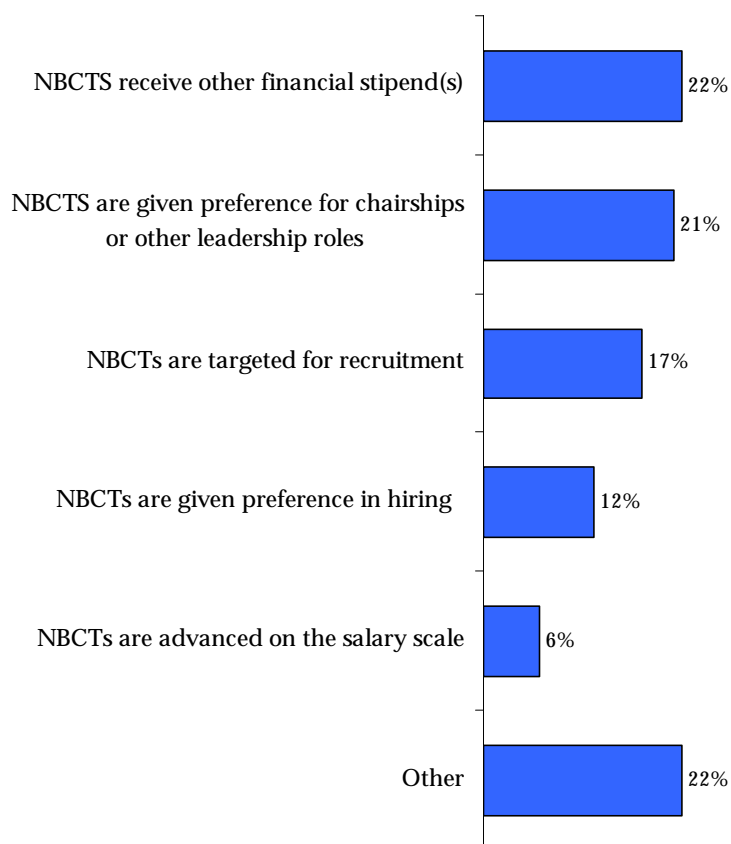 NBCTS receive other financial stipend(s)
22%
NBCTS are given preference for chairships
or other leadership roles
21%
NBCTs are targeted for recruitment
17%
NBCTs are given preference in hiring
12%
NBCTs are advanced on the salary scale
6%
Other
22%